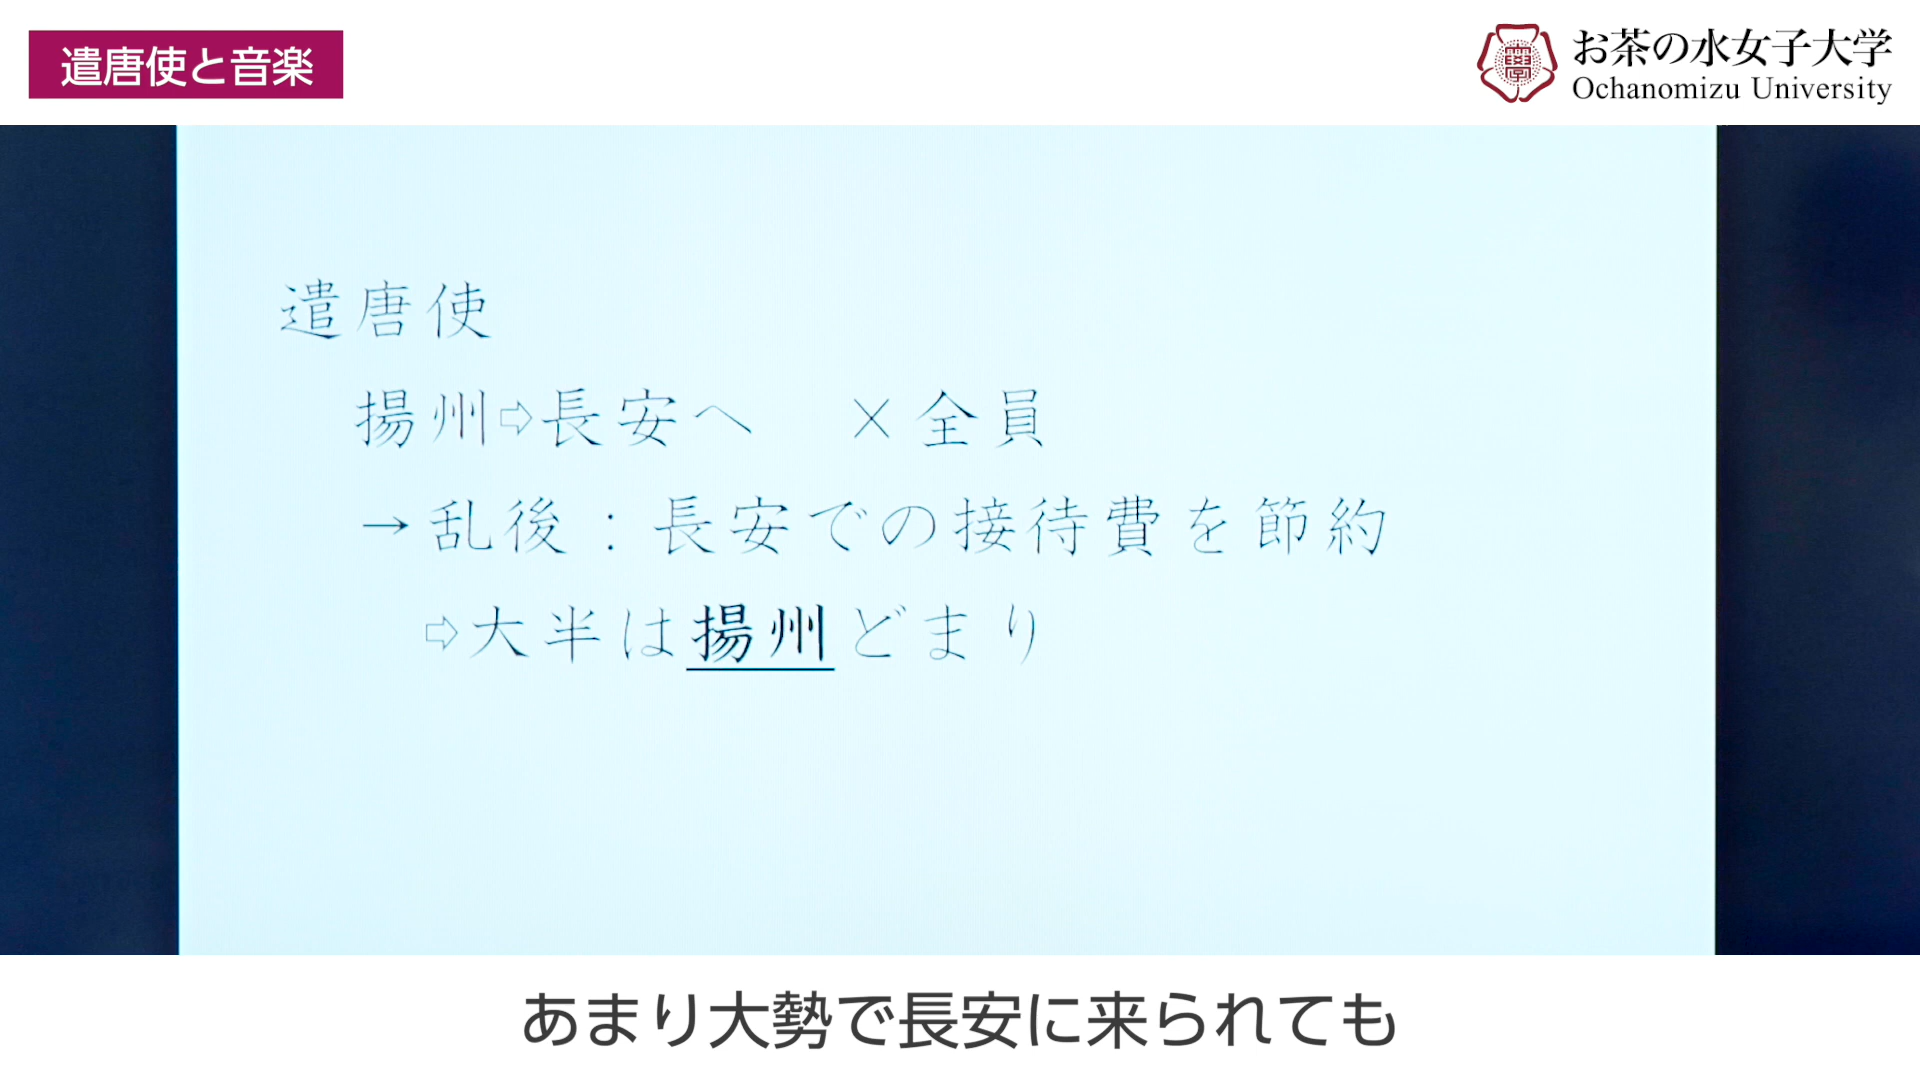 遣唐使と音楽
お茶の水女子大学
Ochanomizu University
遣唐使
揚州⇨長安へ　×全員
→乱後：長安での接待費を節約
⇨大半は揚州どまり
あまり大勢で長安に来られても